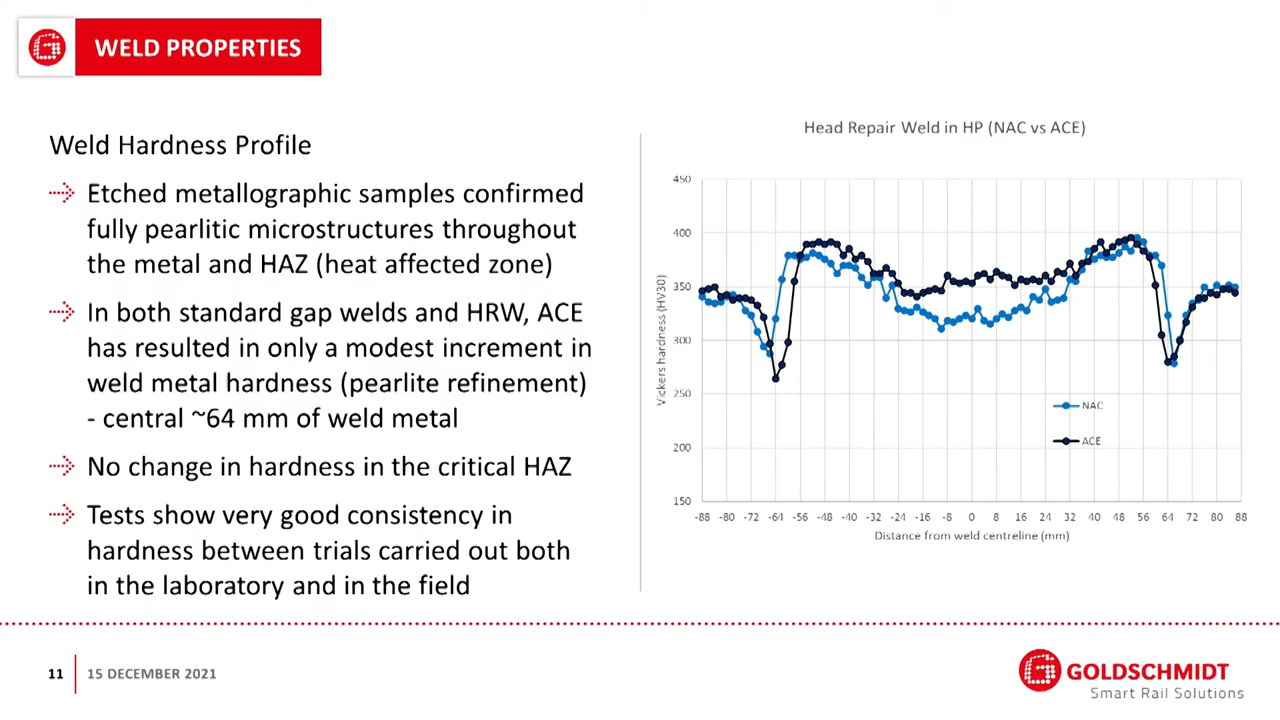 WELD PROPERTIES
Weld Hardness Profile
Etched metallographic samples confirmed
fully pearlitic microstructures throughout
the metal and HAZ (heat affected zone)
In both standard gap welds and HRW, ACE
has resulted in only a modest increment in
weld metal hardness (pearlite refinement)
- central ~64 mm of weld metal
No change in hardness in the critical HAZ
Tests show very good consistency in
hardness between trials carried out both
in the laboratory and in the field
Head Repair Weld in HP (NAC vs ACE)
Vickers hardness (HV30)
450
400
350
300
250
200
150
NAC
ACE
-88 -80 -72 -64 -56 -48 -40 -32 -24 -16 -8 0 8 16 24 32 40 48 56 64 72 80 88
Distance from weld centreline (mm)
11
15 DECEMBER 2021
GOLDSCHMIDT
Smart Rail Solutions